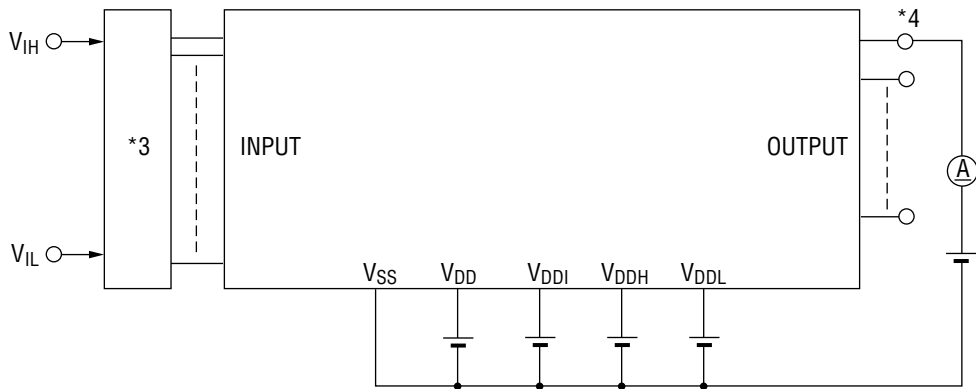 *4
VIH
*3
INPUT
OUTPUT
A
VIL
VSS
VDD
VDDI
VDDH
VDDL